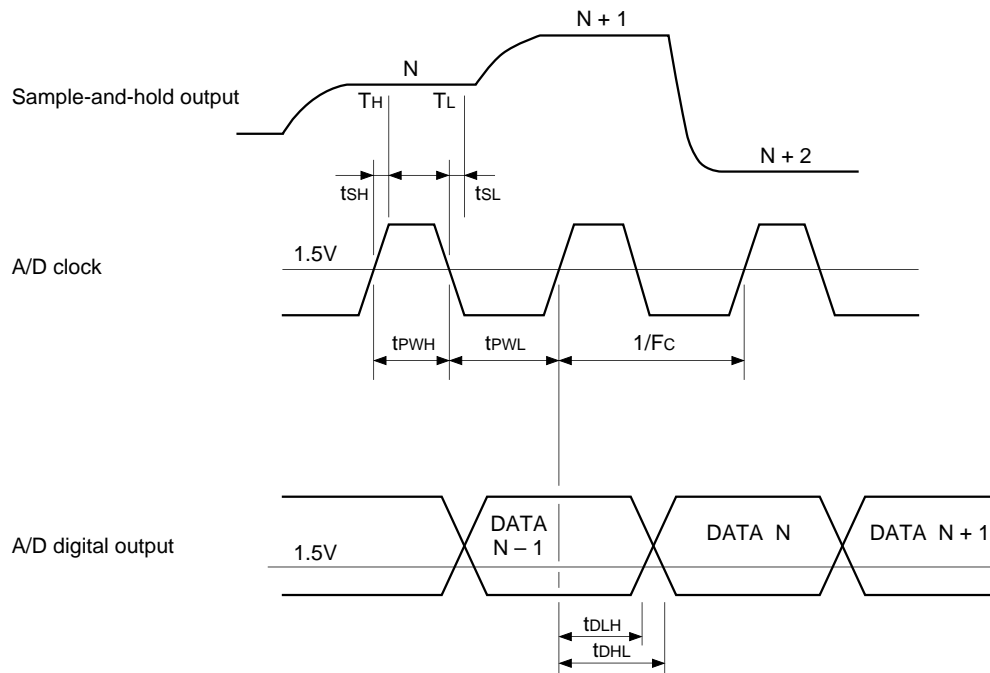 N + 1
N
Sample-and-hold output
TH
TL
N + 2
tSH
tSL
1.5V
A/D clock
tPWH
tPWL
1/FC
DATA
N – 1
DATA N
DATA N + 1
A/D digital output
1.5V
tDLH
tDHL